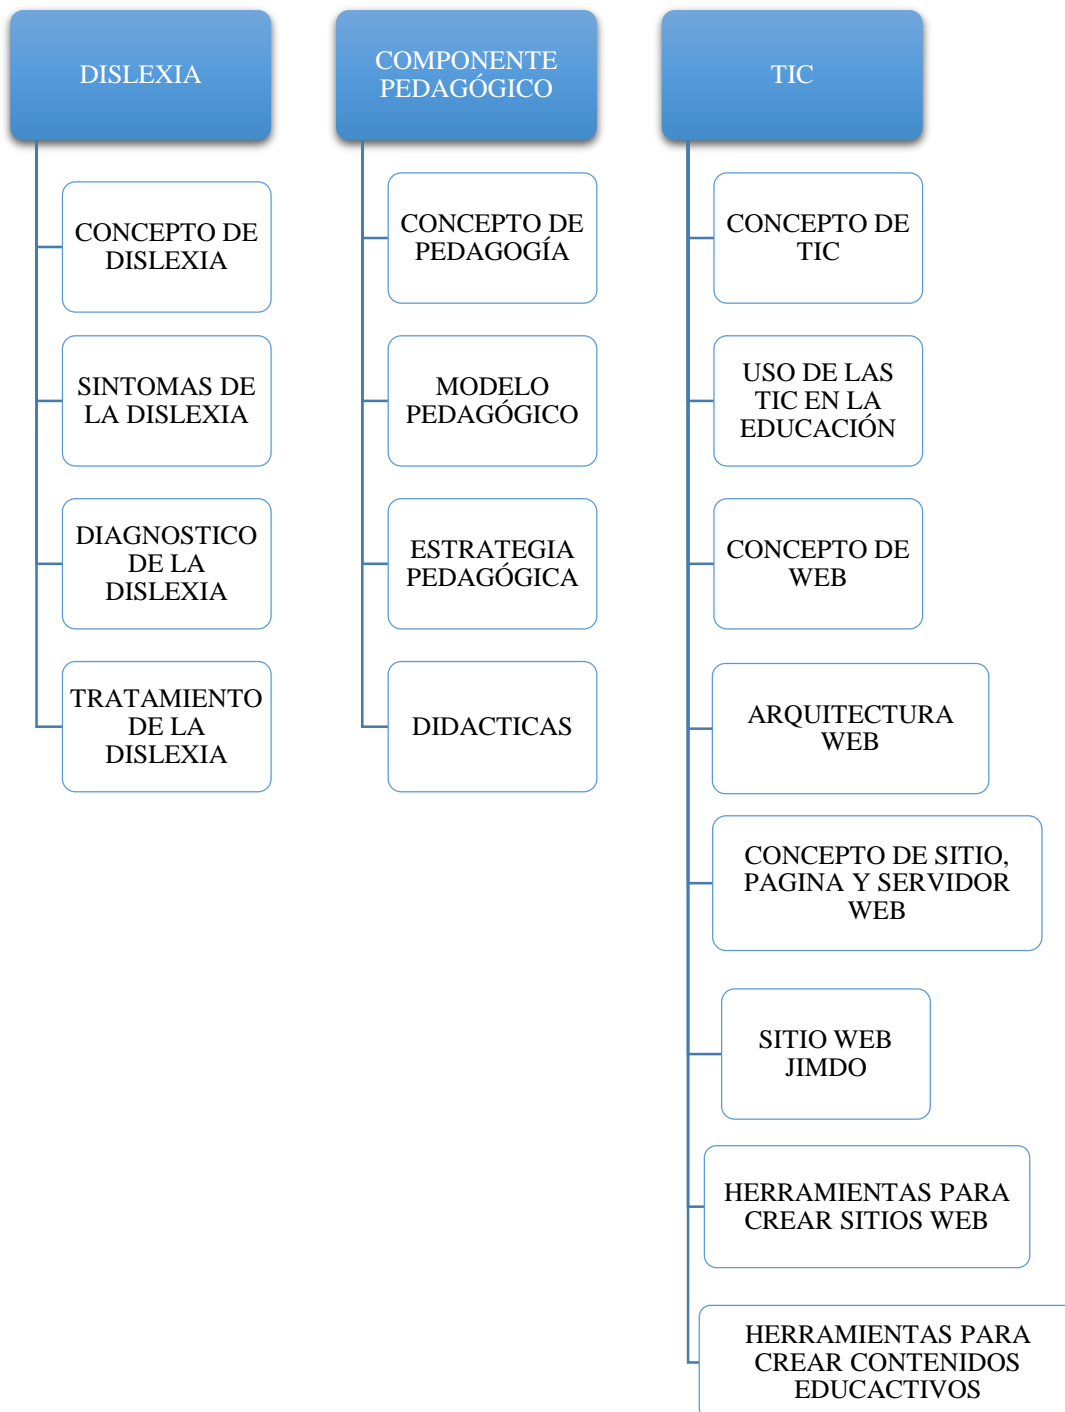 DISLEXIA
CONCEPTO DE
DISLEXIA
SINTOMAS DE
LA DISLEXIA
DIAGNOSTICO
DE LA
DISLEXIA
TRATAMIENTO
DE LA
DISLEXIA
COMPONENTE
PEDAGÓGICO
CONCEPTO DE
PEDAGOGÍA
MODELO
PEDAGÓGICO
ESTRATEGIA
PEDAGÓGICA
DIDACTICAS
TIC
CONCEPTO DE
TIC
USO DE LAS
TIC EN LA
EDUCACIÓN
CONCEPTO DE
WEB
ARQUITECTURA
WEB
CONCEPTO DE SITIO,
PAGINA Y SERVIDOR
WEB
SITIO WEB
JIMDO
HERRAMIENTAS PARA
CREAR SITIOS WEB
HERRAMIENTAS PARA
CREAR CONTENIDOS
EDUCACTIVOS